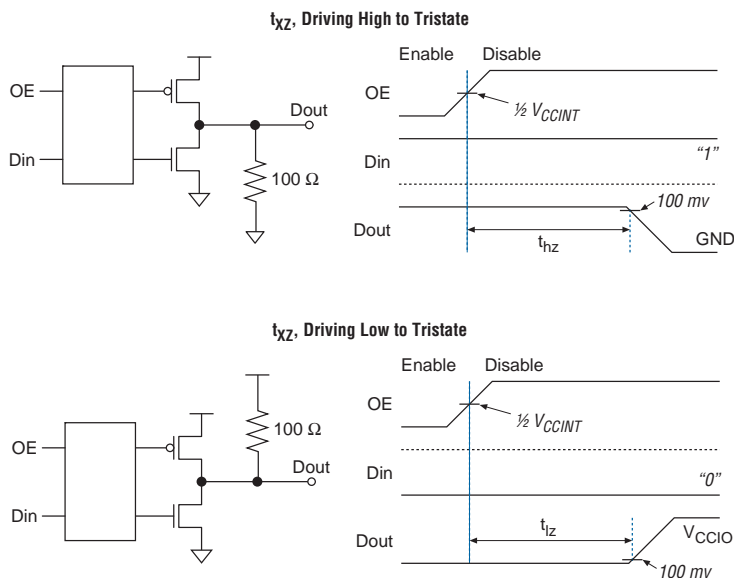 tXZ, Driving High to Tristate
Enable Disable
OE
Din
Dout
100 Ω
OE
½ VCCINT
Din
"1"
Dout
100 mv
GND
thz
tXZ, Driving Low to Tristate
Enable Disable
100 Ω
OE
Din
Dout
OE
½ VCCINT
Din
"0"
Dout
tlz
VCCIO
100 mv